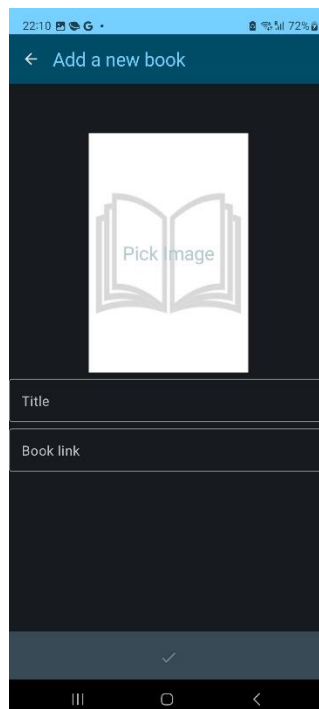 22:10 G 72%
Add a new book
Pick Image
Title
Book link